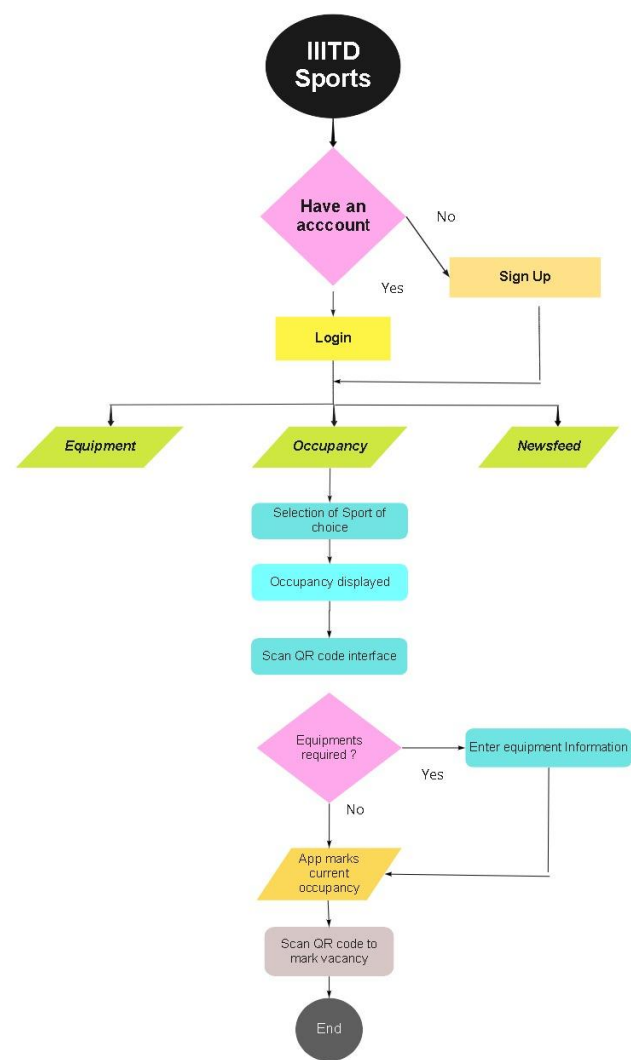 IIITD
Sports
Have an
acccount
No
Sign Up
Yes
Login
Equipment
Occupancy
Newsfeed
Selection of Sport of
choice
Occupancy displayed
Scan QR code interface
Equipments
required ?
Enter equipment Information
Yes
No
App marks
current
occupancy
Scan QR code to
mark vacancy
End